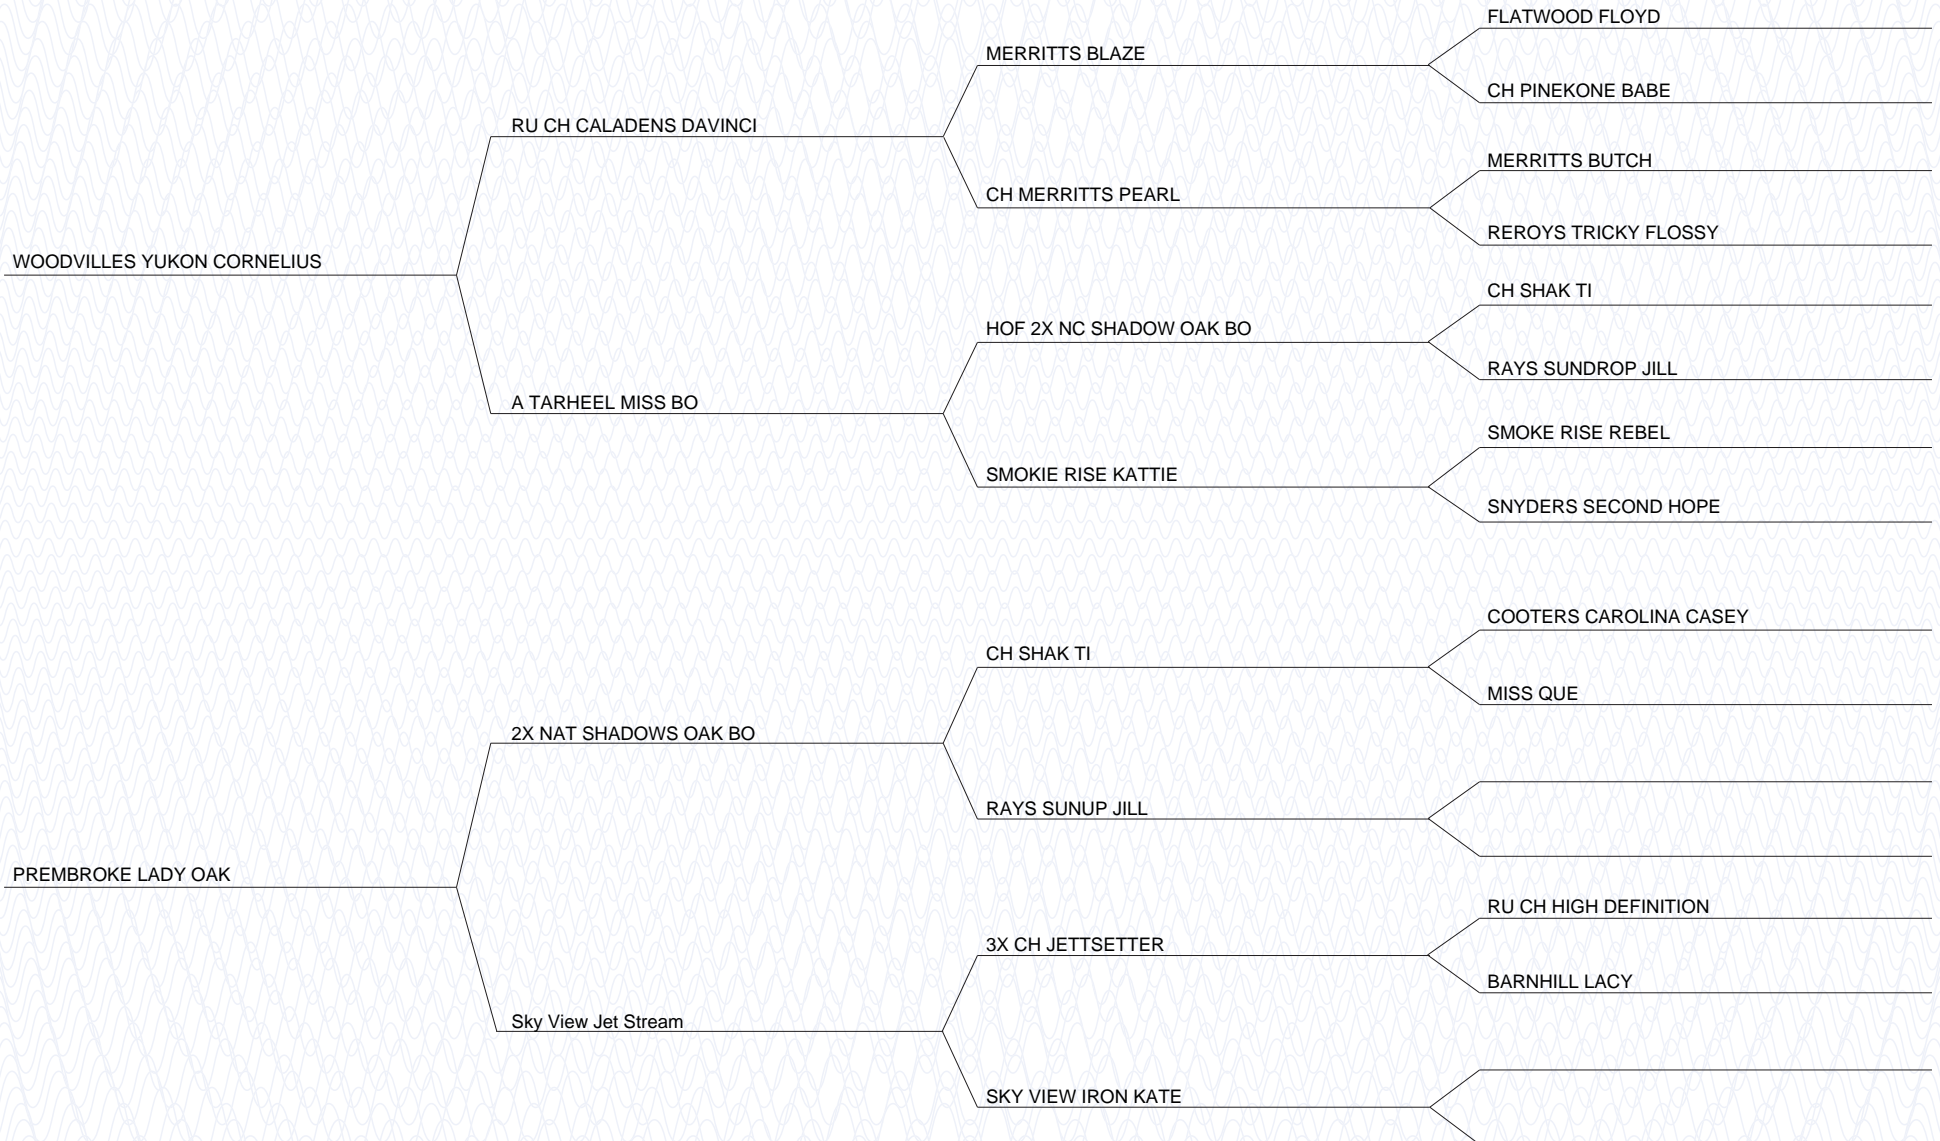 FLATWOOD FLOYD
MERRITTS BLAZE
CH PINEKONE BABE
RU CH CALADENS DAVINCI
MERRITTS BUTCH
CH MERRITTS PEARL
REROYS TRICKY FLOSSY
WOODVILLES YUKON CORNELIUS
CH SHAK TI
HOF 2X NC SHADOW OAK BO
RAYS SUNDROP JILL
A TARHEEL MISS BO
SMOKE RISE REBEL
SMOKIE RISE KATTIE
SNYDERS SECOND HOPE
COOTERS CAROLINA CASEY
CH SHAK TI
MISS QUE
2X NAT SHADOWS OAK BO
RAYS SUNUP JILL
PREMBROKE LADY OAK
RU CH HIGH DEFINITION
3X CH JETTSETTER
BARNHILL LACY
Sky View Jet Stream
SKY VIEW IRON KATE